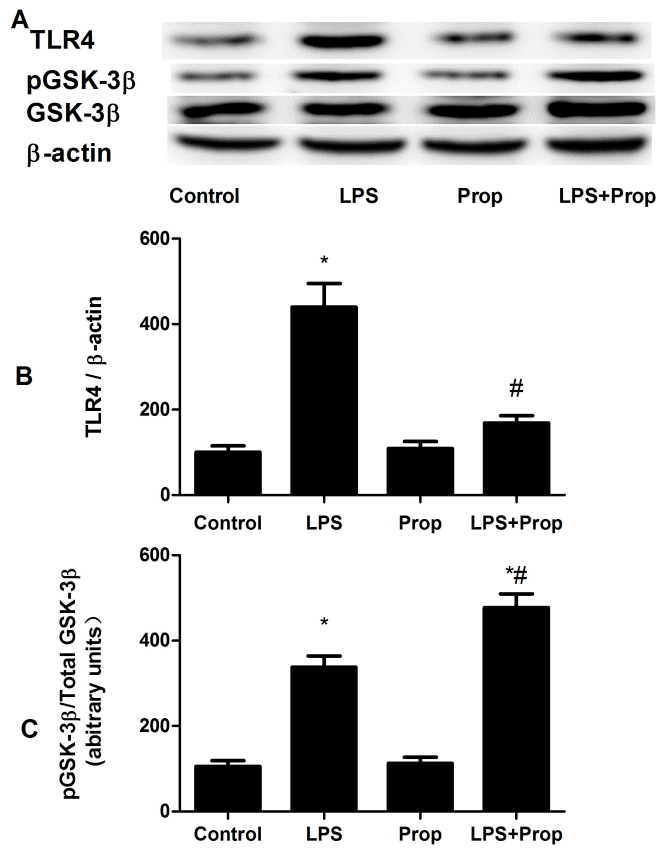 A
TLR4
pGSK-3β
GSK-3β
β-actin
Control LPS Prop LPS+Prop
B
TLR4 / β-actin
600
400
200
0
*
#
Control LPS Prop LPS+Prop
C
pGSK-3β/Total GSK-3β
(abitrary units)
600
400
200
0
*
*#
Control LPS Prop LPS+Prop